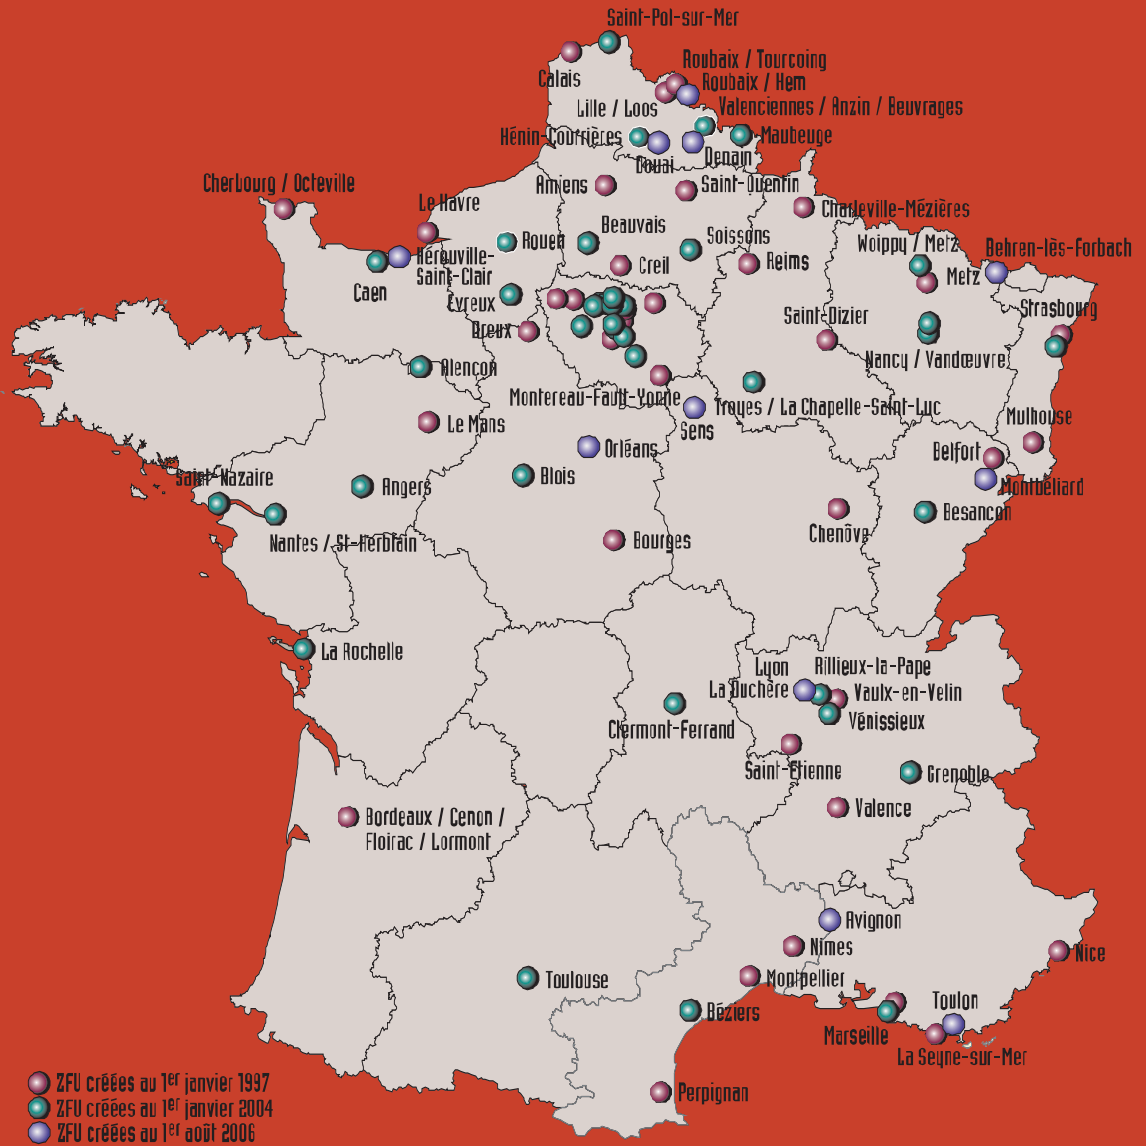 Saint-Pol-sur-Mer
Calais
Roubaix / Tourcoing
Roubaix / Hem
Lille / Loos
Valenciennes / Anzin / Beuvrages
Hénin-Courrières
Maubeuge
Douai
Denain
Cherbourg / Octeville
Amiens
Saint-Quentin
Le Havre
Charleville-Mézières
Beauvais
Rouen
Soissons
Woippy / Metz
Behren-lès-Forbach
Hérouville-
Saint-Clair
Creil
Reims
Metz
Caen
Evreux
Strasbourg
Saint-Dizier
Dreux
Nancy / Vandœuvre
Alençon
Montereau-Fault-Yonne
Troyes / La Chapelle-Saint-Luc
Mulhouse
Le Mans
Sens
Orléans
Belfort
Saint-Nazaire
Angers
Blois
Montbéliard
Besançon
Chenôve
Nantes / St-Herblain
Bourges
La Rochelle
Lyon
La Duchère
Rillieux-la-Pape
Vaulx-en-Velin
Vénissieux
Clermont-Ferrand
Saint-Etienne
Grenoble
Bordeaux / Cenon /
Floirac / Lormont
Valence
Avignon
Nîmes
Nice
Toulouse
Montpellier
Béziers
Toulon
Marseille
La Seyne-sur-Mer
Perpignan
ZFU créées au 1er janvier 1997
ZFU créées au 1er janvier 2004
ZFU créées au 1er août 2006